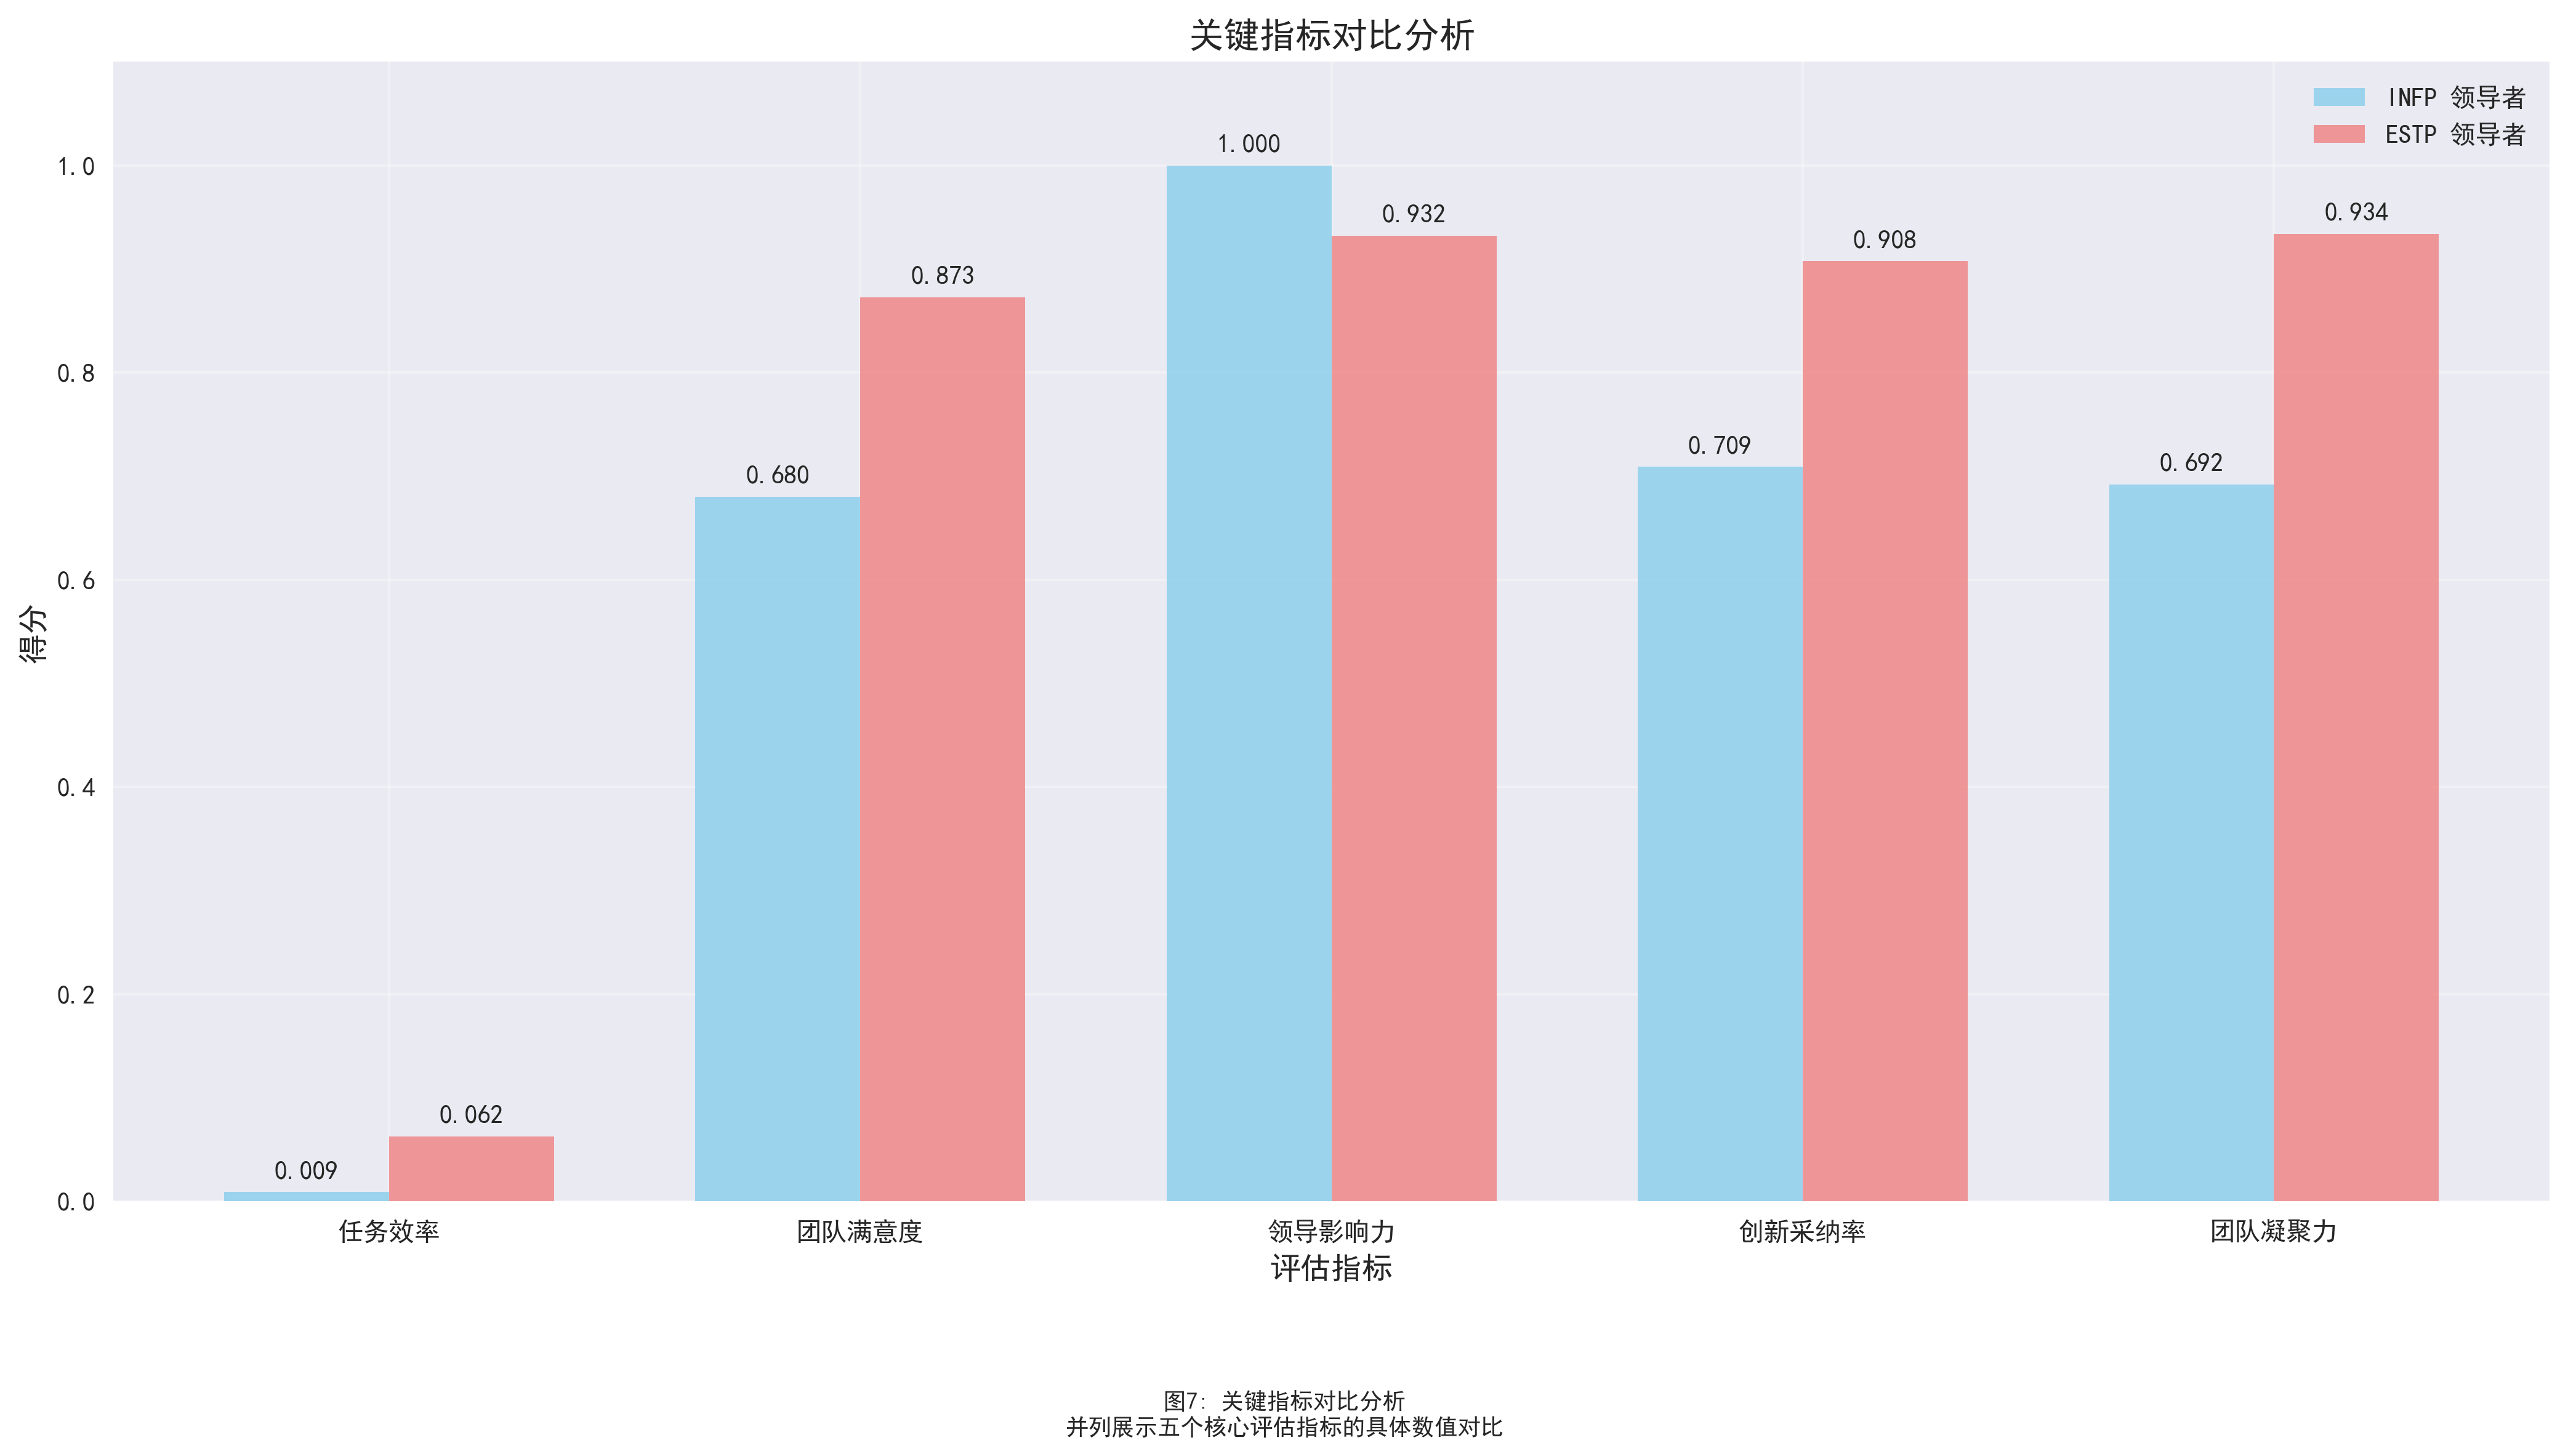 关键指标对比分析
INFP 领导者
ESTP 领导者
1.000
0.932
0.934
0.908
0.873
0.709
0.692
0.680
0.062
0.009
1.0
0.8
0.6
0.4
0.2
0.0
得分
任务效率
团队满意度
领导影响力
创新采纳率
团队凝聚力
评估指标
图7: 关键指标对比分析
并列展示五个核心评估指标的具体数值对比